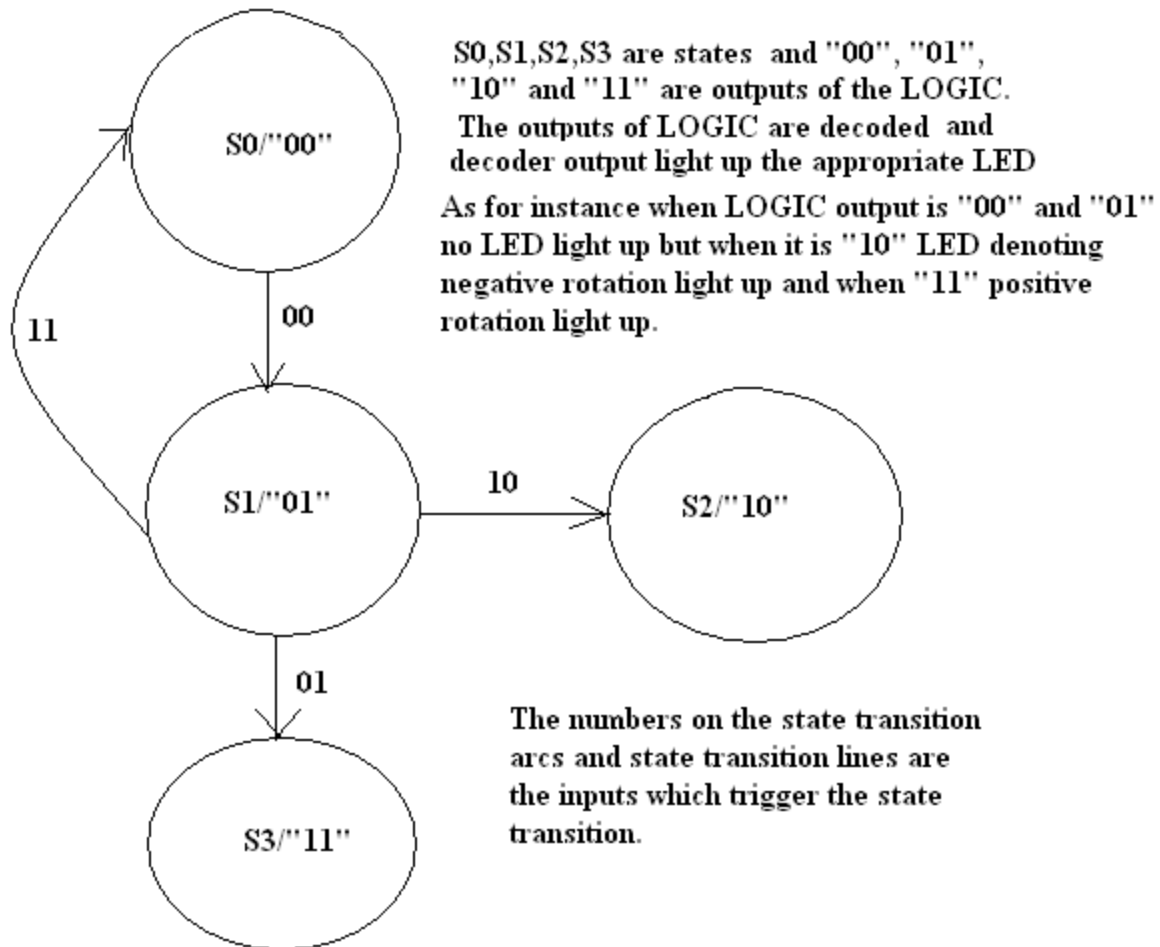 S0,S1,S2,S3 are states and "00", "01",
"10" and "11" are outputs of the LOGIC.
The outputs of LOGIC are decoded and
decoder output light up the appropriate LED
As for instance when LOGIC output is "00" and "01"
no LED light up but when it is "10" LED denoting
negative rotation light up and when "11" positive
rotation light up.
S0/"00"
00
11
S1/"01"
10
S2/"10"
01
The numbers on the state transition
arcs and state transition lines are
the inputs which trigger the state
transition.
S3/"11"